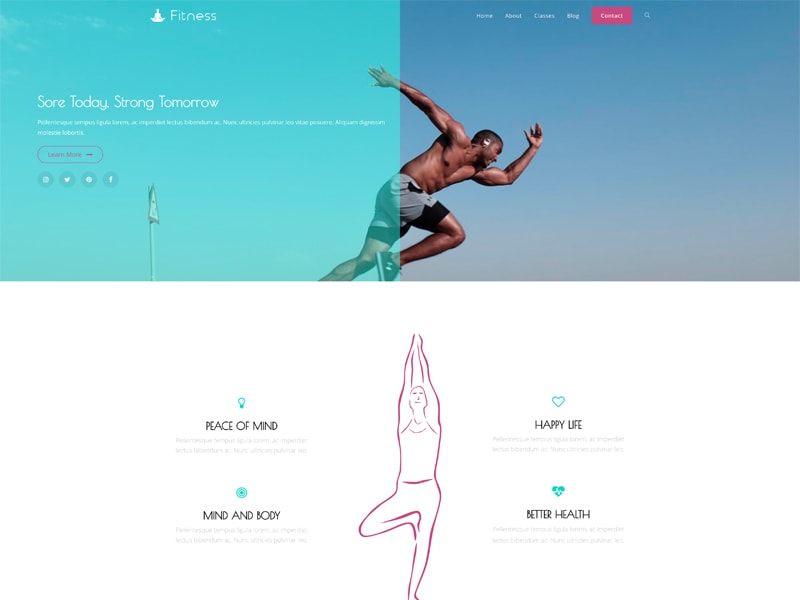 Fitness
Home About Classes Blog Contact
Sore Today, Strong Tomorrow
Pellentesque tempus ligula lorem, ac imperdiet lectus bibendum ac. Nunc ultricies pulvinar leo vitae posuere. Aliquam dignissim
molestie lobortis.
Learn More
PEACE OF MIND
Pellentesque tempus ligula lorem, ac imperdiet
lectus bibendum ac. Nunc ultricies pulvinar leo.
HAPPY LIFE
Pellentesque tempus ligula lorem, ac imperdiet
lectus bibendum ac. Nunc ultricies pulvinar leo.
MIND AND BODY
Pellentesque tempus ligula lorem, ac imperdiet
lectus bibendum ac. Nunc ultricies pulvinar leo.
BETTER HEALTH
Pellentesque tempus ligula lorem, ac imperdiet
lectus bibendum ac. Nunc ultricies pulvinar leo.